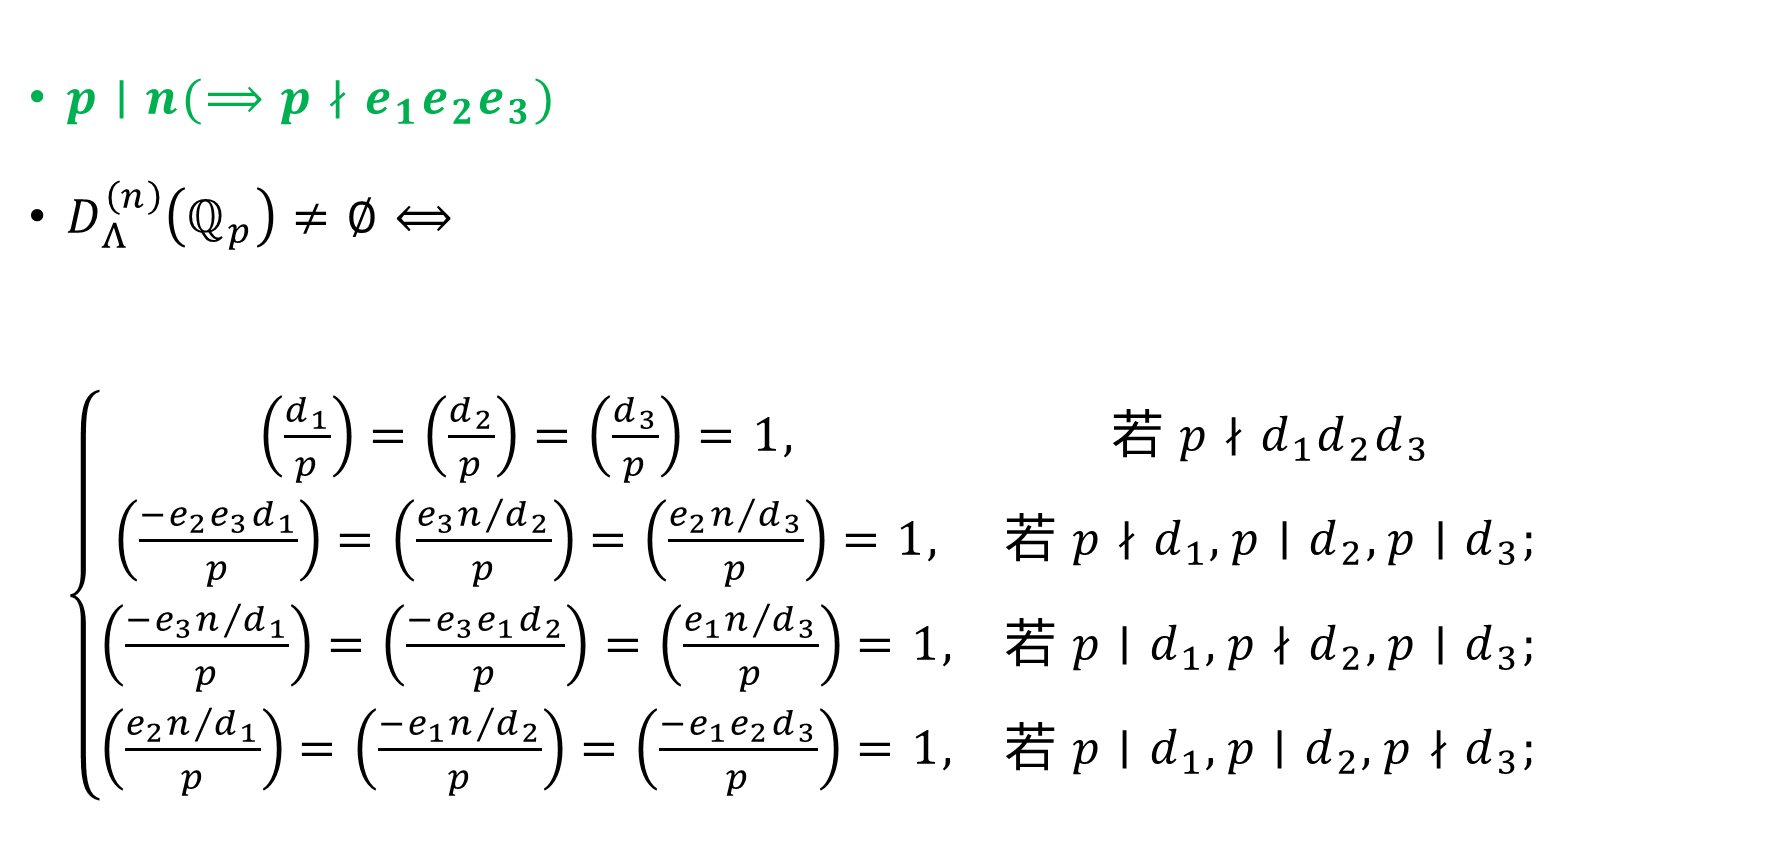 • p ∣ n(⟹ p ∤ e₁e₂e₃)
• D_Λ^(n)(ℚ_p) ≠ ∅ ⟺
(d₁/p) = (d₂/p) = (d₃/p) = 1, 若 p ∤ d₁d₂d₃
(−e₂e₃d₁/p) = ((e₃n/d₂)/p) = ((e₂n/d₃)/p) = 1, 若 p ∤ d₁, p ∣ d₂, p ∣ d₃;
((−e₃n/d₁)/p) = (−e₃e₁d₂/p) = ((e₁n/d₃)/p) = 1, 若 p ∣ d₁, p ∤ d₂, p ∣ d₃;
((e₂n/d₁)/p) = ((−e₁n/d₂)/p) = (−e₁e₂d₃/p) = 1, 若 p ∣ d₁, p ∣ d₂, p ∤ d₃;